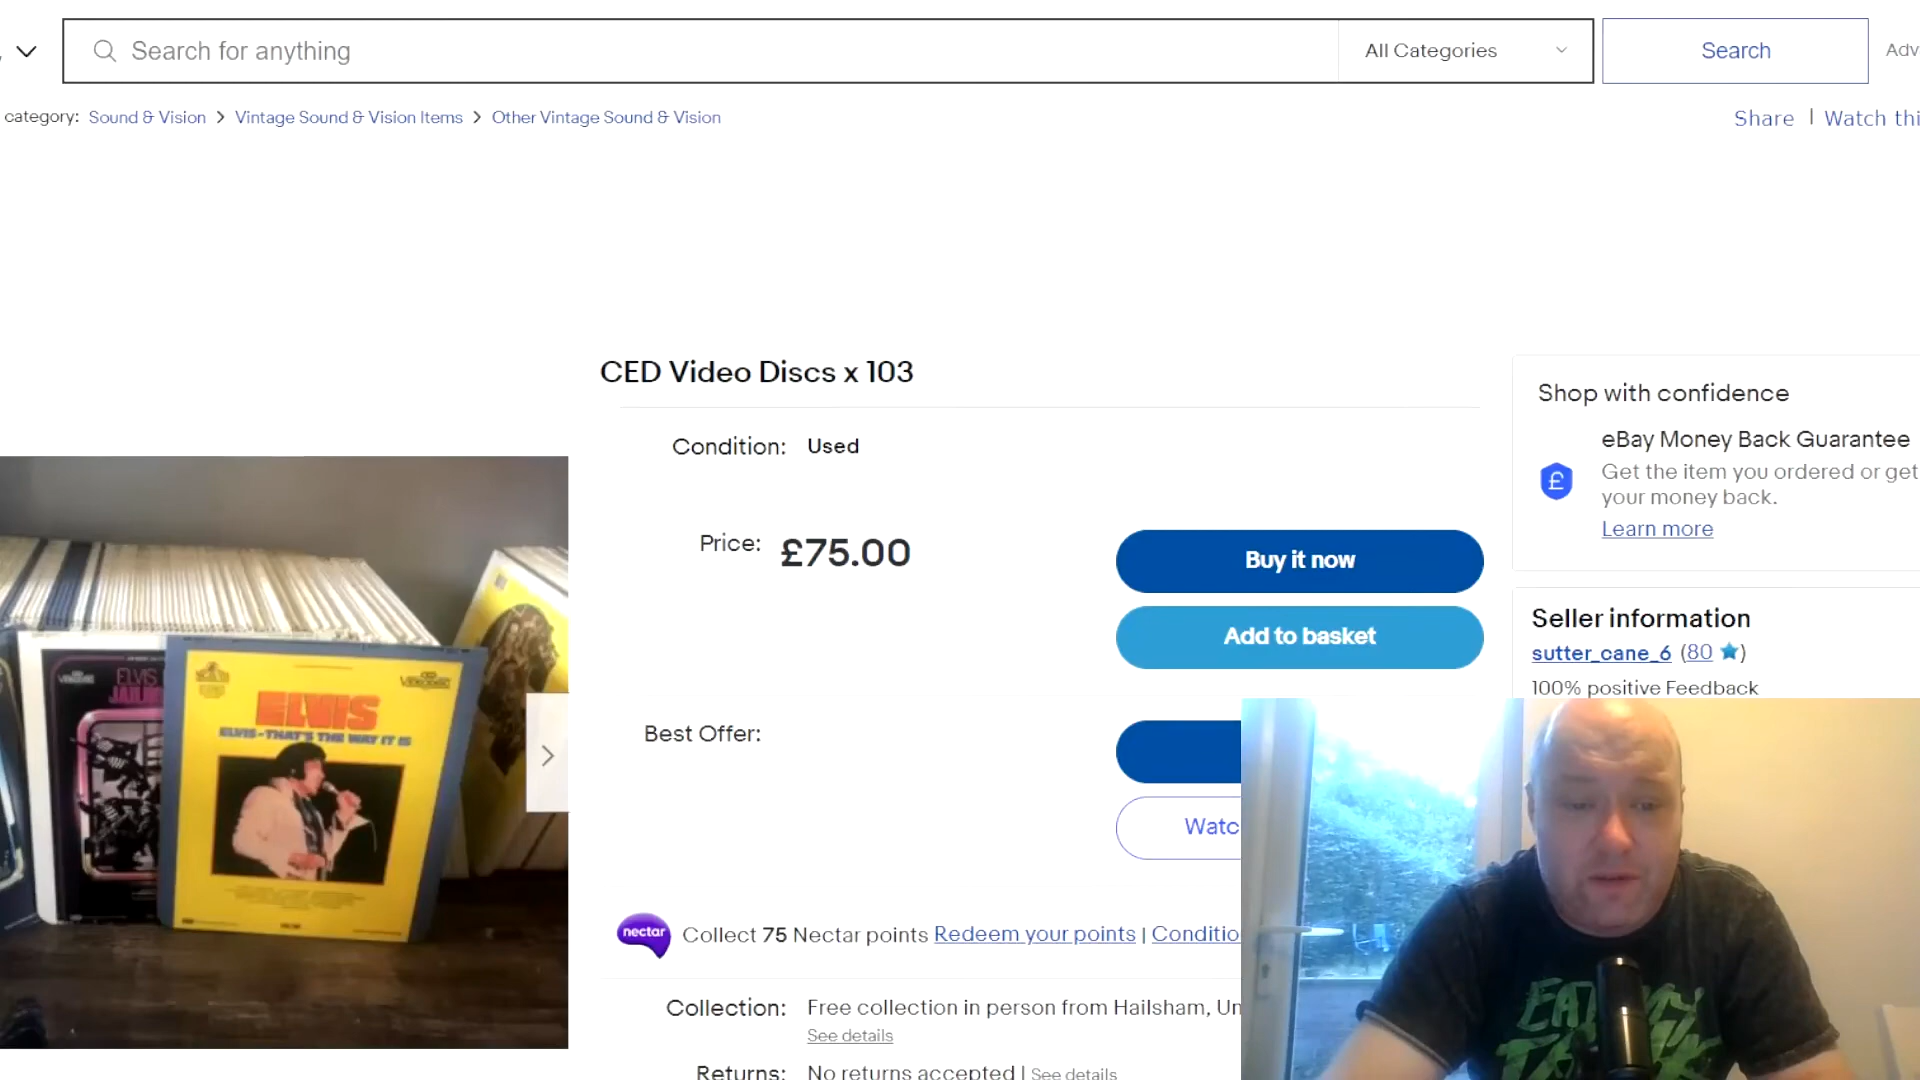 Search for anything
All Categories
Search
Adv
category: Sound & Vision > Vintage Sound & Vision Items > Other Vintage Sound & Vision
Share | Watch thi
CED Video Discs x 103
Condition: Used
Price: £75.00
Buy it now
Add to basket
Best Offer:
Watc
nectar Collect 75 Nectar points Redeem your points | Conditio
Collection: Free collection in person from Hailsham, Un
See details
Returns: No returns accepted | See details
Shop with confidence
eBay Money Back Guarantee
£
Get the item you ordered or get
your money back.
Learn more
Seller information
sutter_cane_6 (80 )
100% positive Feedback
ELVIS
ELVIS
ELVIS-THAT'S THE WAY IT IS